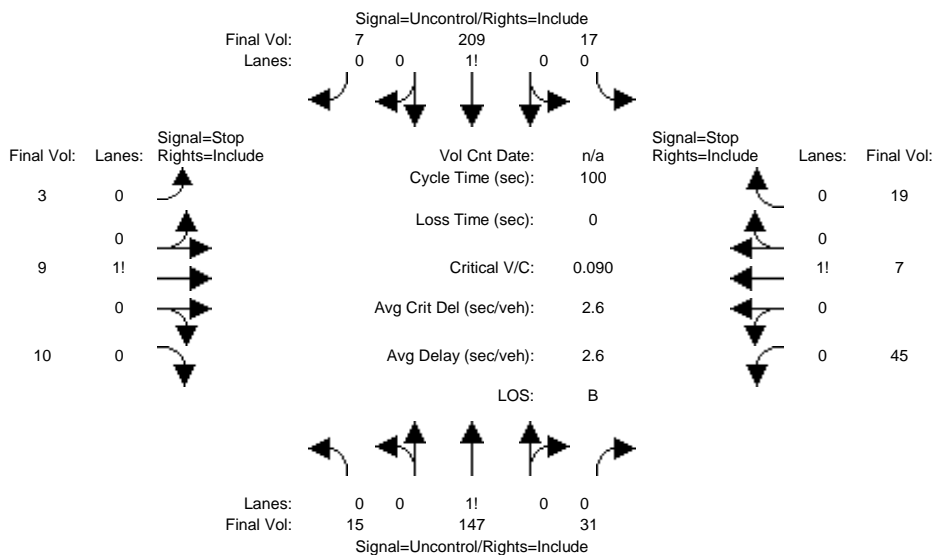 Signal=Uncontrol/Rights=Include
Final Vol: 7 209 17
Lanes: 0 0 1! 0 0
Signal=Stop
Final Vol: Lanes: Rights=Include
Vol Cnt Date: n/a
Signal=Stop
Rights=Include Lanes: Final Vol:
Cycle Time (sec): 100
3 0
0 19
Loss Time (sec): 0
0
0
9 1!
Critical V/C: 0.090
1! 7
0
Avg Crit Del (sec/veh): 2.6
0
10 0
Avg Delay (sec/veh): 2.6
0 45
LOS: B
Lanes: 0 0 1! 0 0
Final Vol: 15 147 31
Signal=Uncontrol/Rights=Include